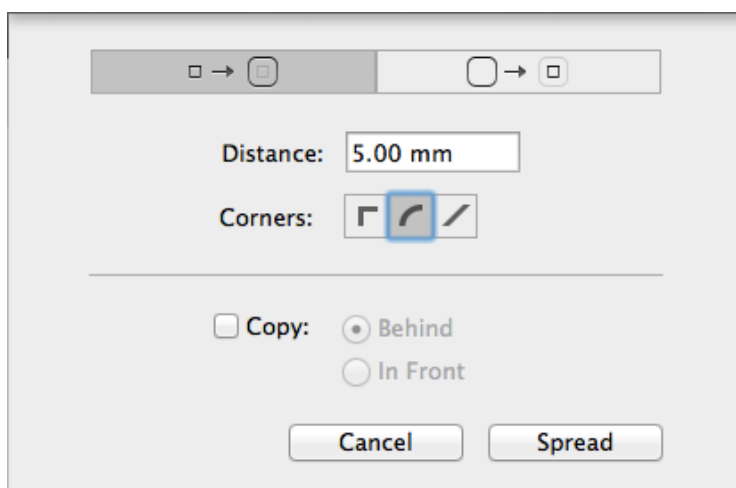 Distance: 5.00 mm
Corners:
Copy: Behind
In Front
Cancel Spread